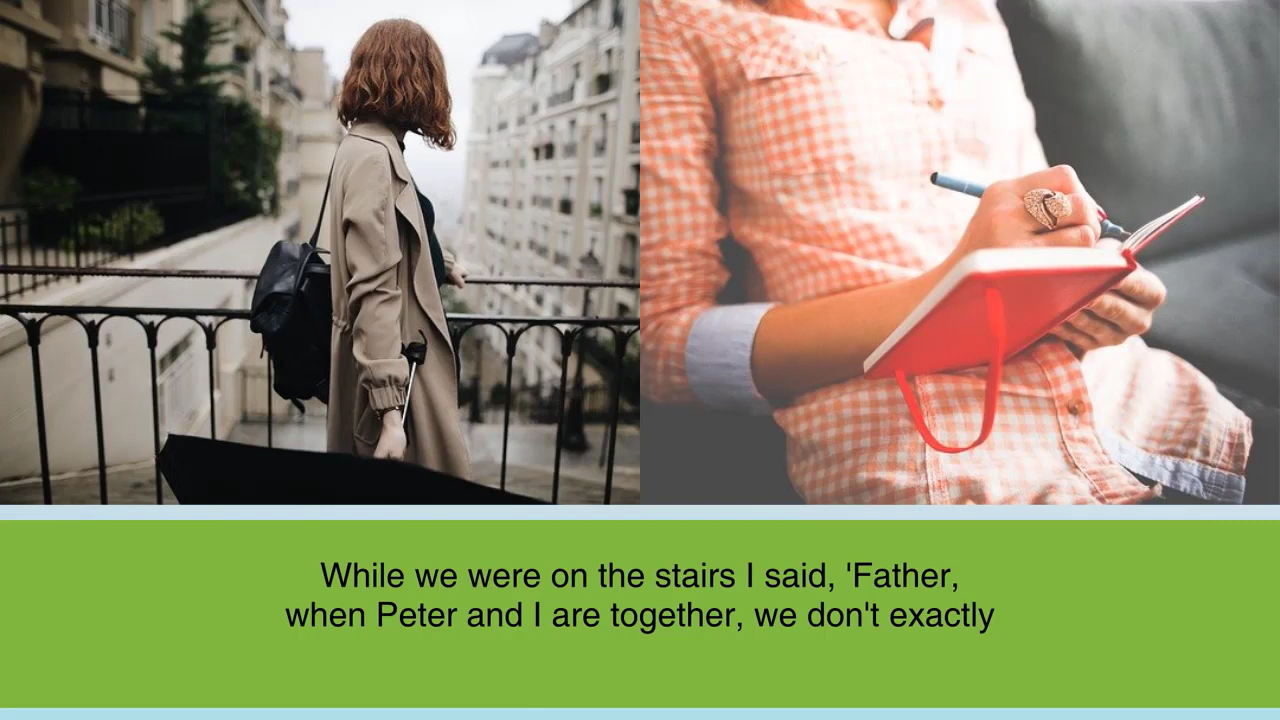 While we were on the stairs I said, 'Father,
when Peter and I are together, we don't exactly